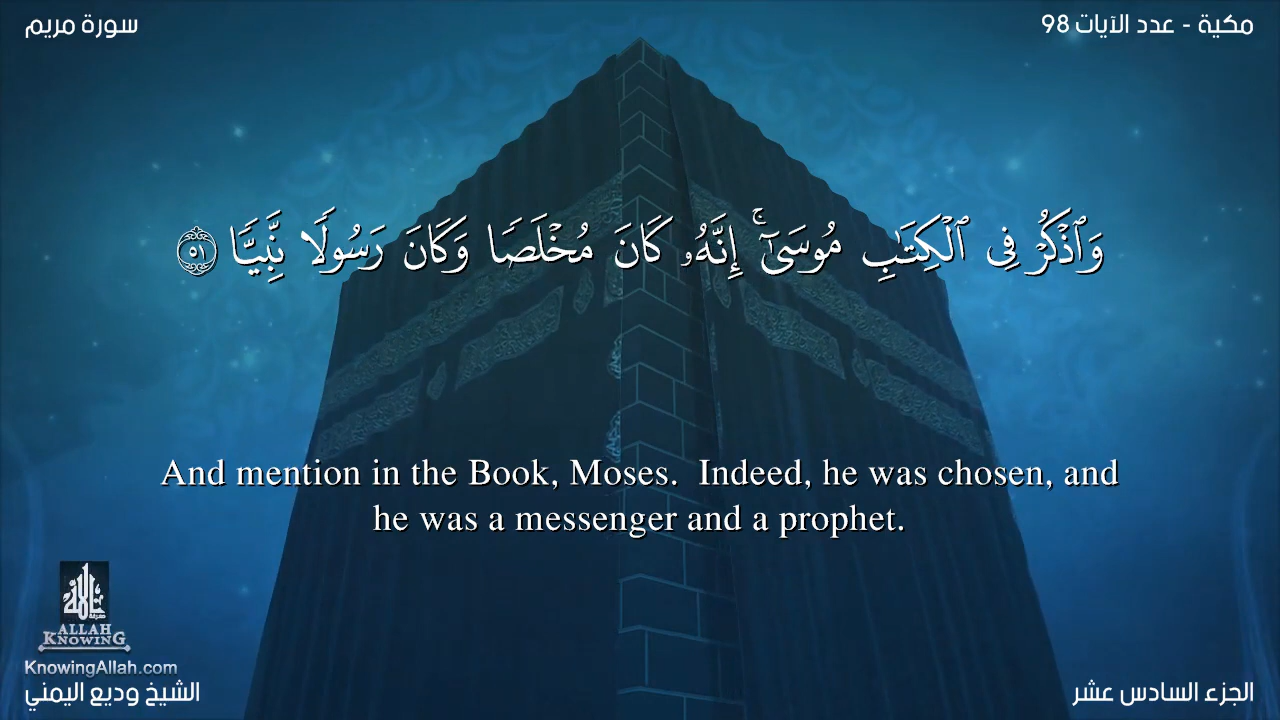 سورة مريم
مكية - عدد الآيات 98
وَٱذۡكُرۡ فِى ٱلۡكِتَـٰبِ مُوسَىٰٓ‌ۚ إِنَّهُۥ كَانَ مُخۡلَصً۬ا وَكَانَ رَسُولاً۬ نَّبِيًّ۬ا ٥١
And mention in the Book, Moses. Indeed, he was chosen, and
he was a messenger and a prophet.
ALLAH
KNOWING
KnowingAllah.com
الشيخ وديع اليمني
الجزء السادس عشر